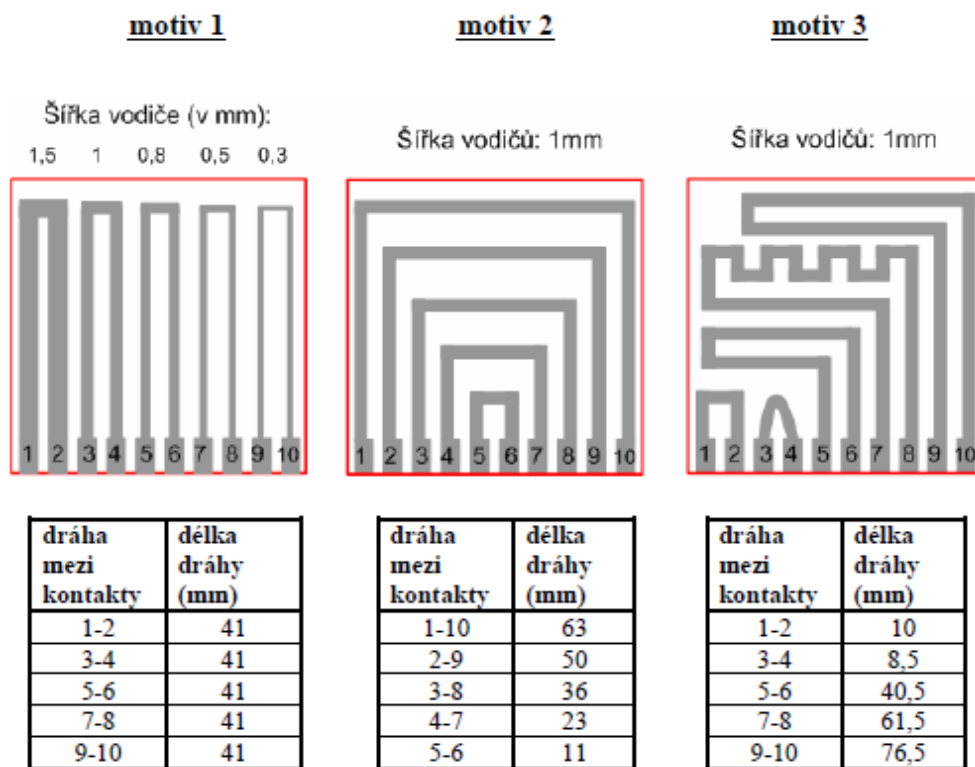 motiv 1
motiv 2
motiv 3
Šířka vodiče (v mm):
1,5 1 0,8 0,5 0,3
Šířka vodičů: 1mm
Šířka vodičů: 1mm
1 2 3 4 5 6 7 8 9 10
1 2 3 4 5 6 7 8 9 10
1 2 3 4 5 6 7 8 9 10
dráha mezi kontakty délka dráhy (mm)
1-2 41
3-4 41
5-6 41
7-8 41
9-10 41
dráha mezi kontakty délka dráhy (mm)
1-10 63
2-9 50
3-8 36
4-7 23
5-6 11
dráha mezi kontakty délka dráhy (mm)
1-2 10
3-4 8,5
5-6 40,5
7-8 61,5
9-10 76,5